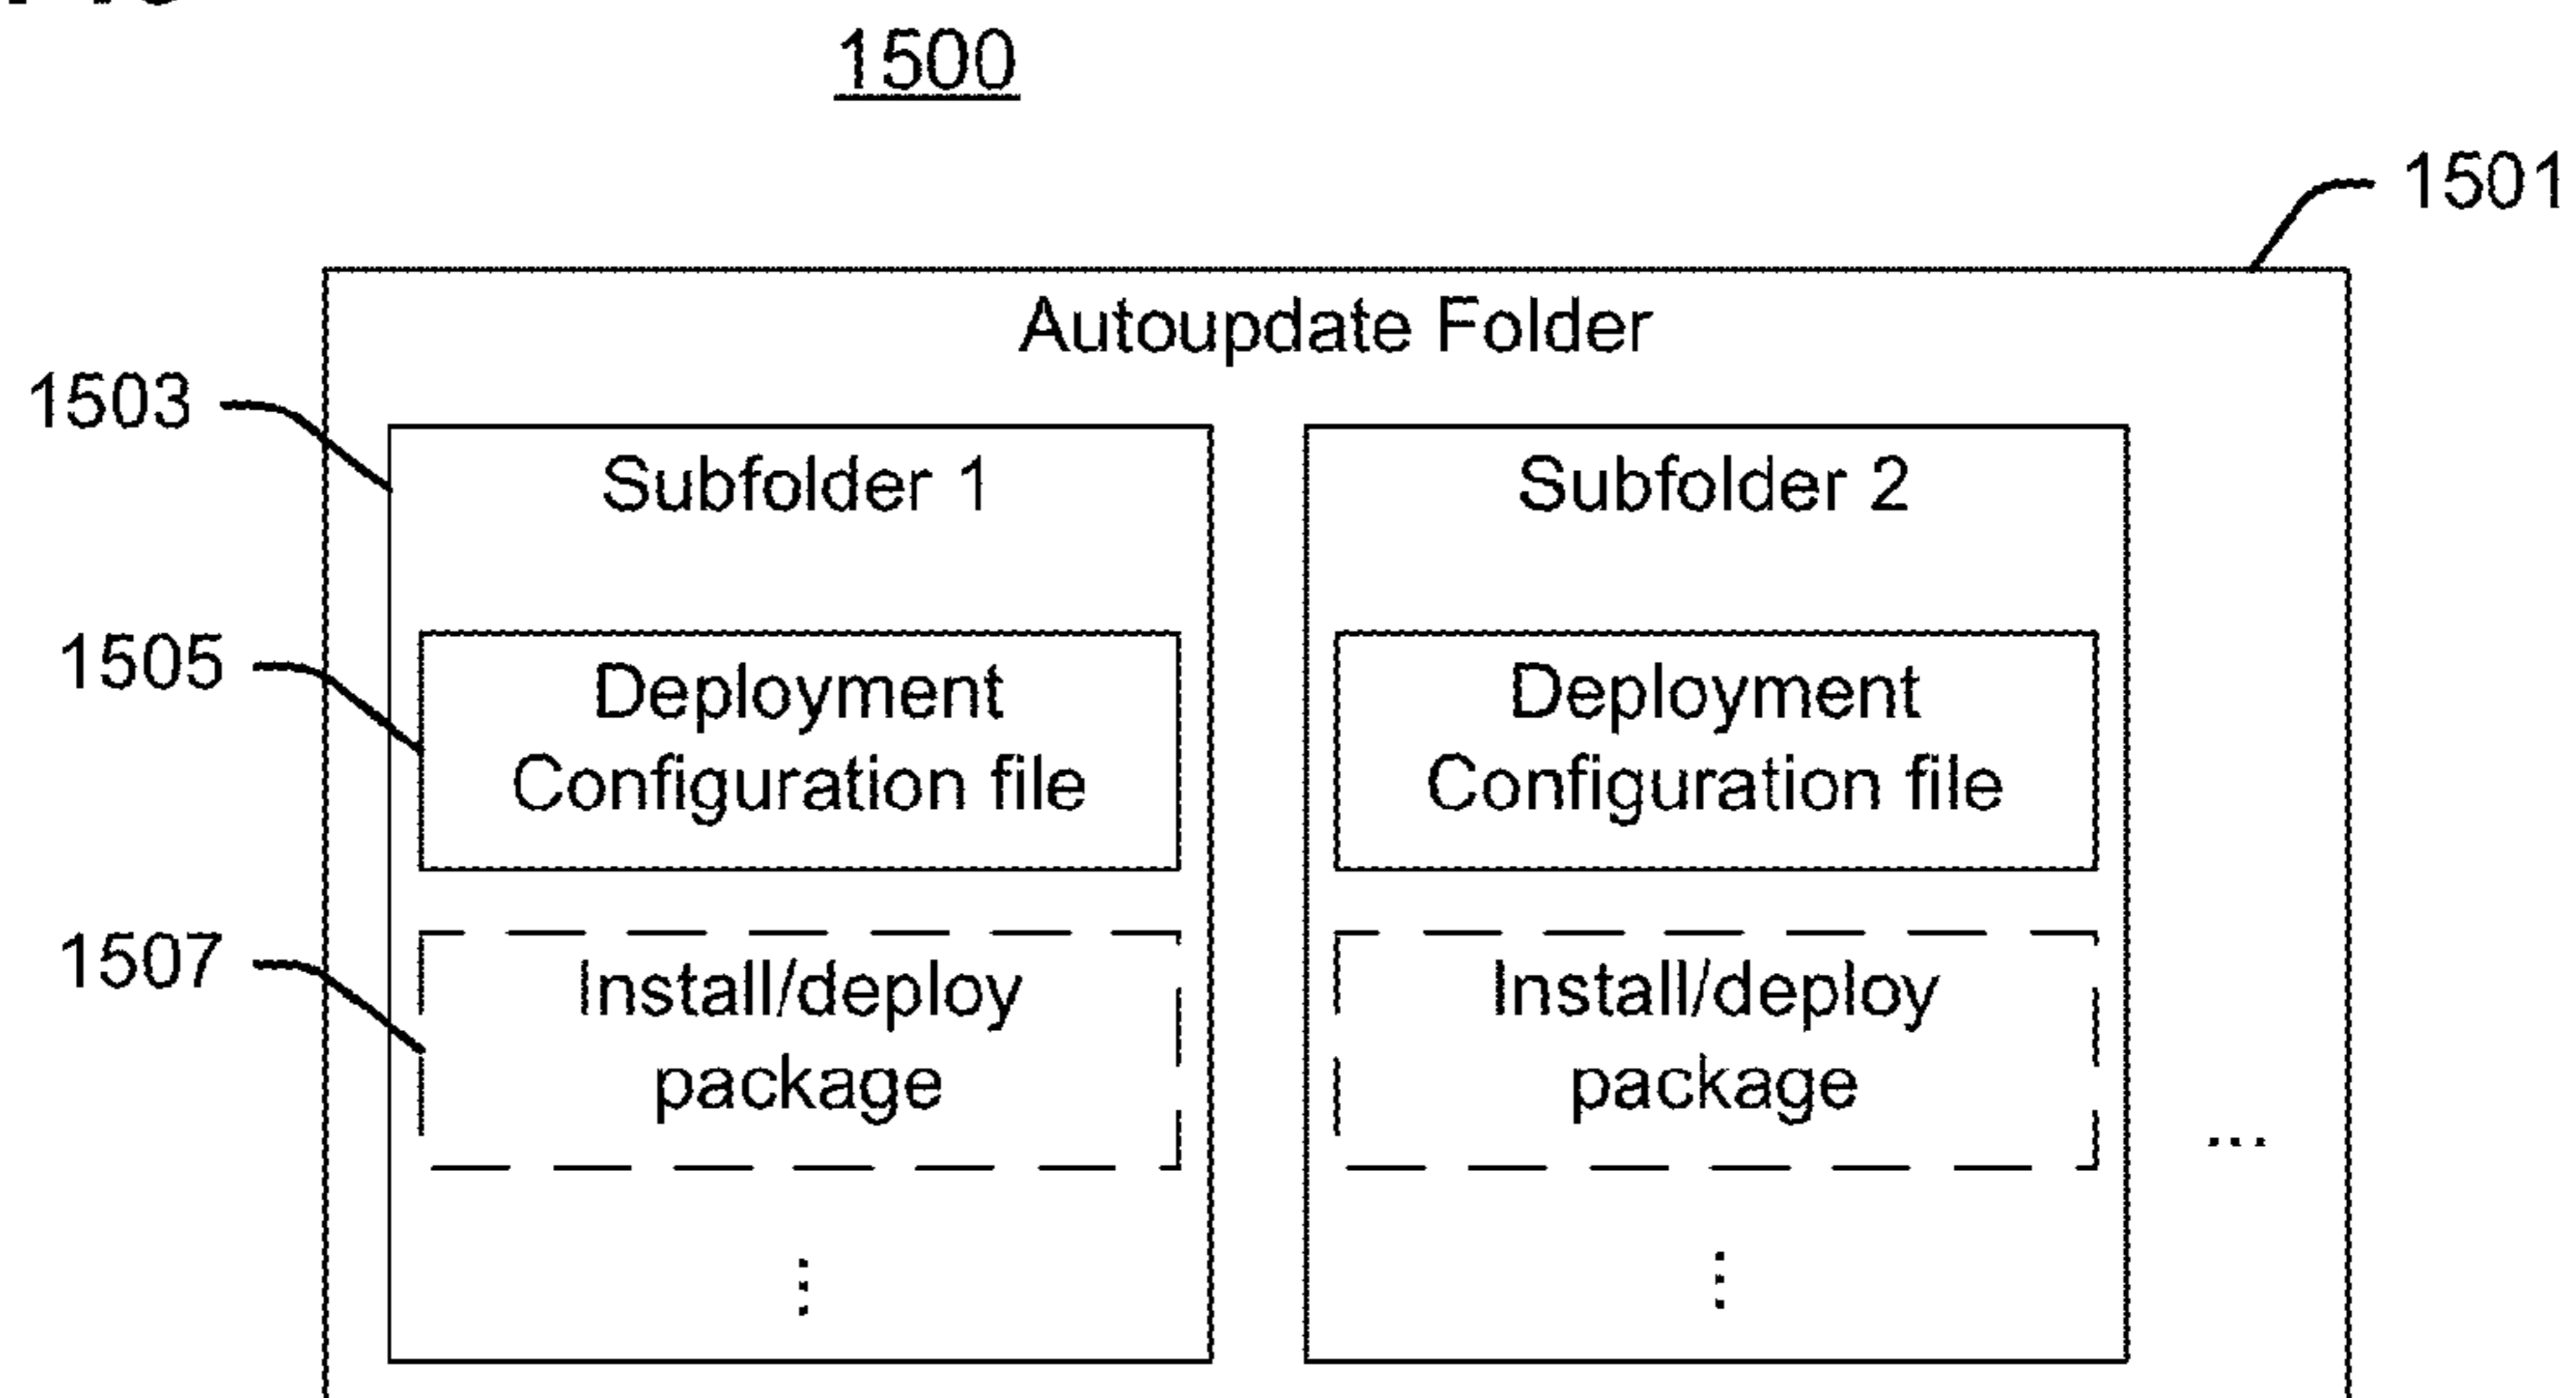 1500
1501
Autoupdate Folder
1503
Subfolder 1
Subfolder 2
1505
Deployment
Configuration file
Deployment
Configuration file
1507
Install/deploy
package
Install/deploy
package
...
⋮
⋮